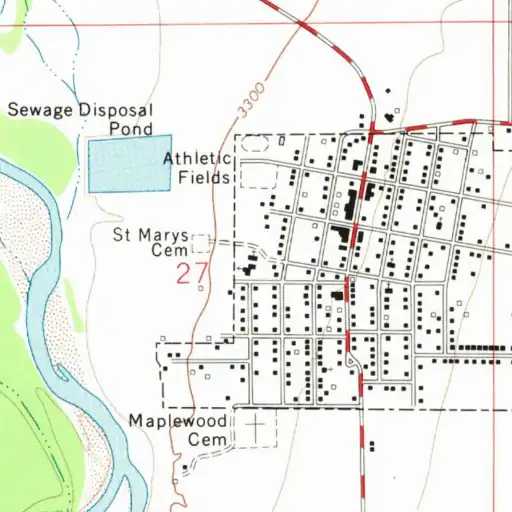 3300
Sewage Disposal
Pond
Athletic
Fields
St Marys
Cem
27
Maplewood
Cem